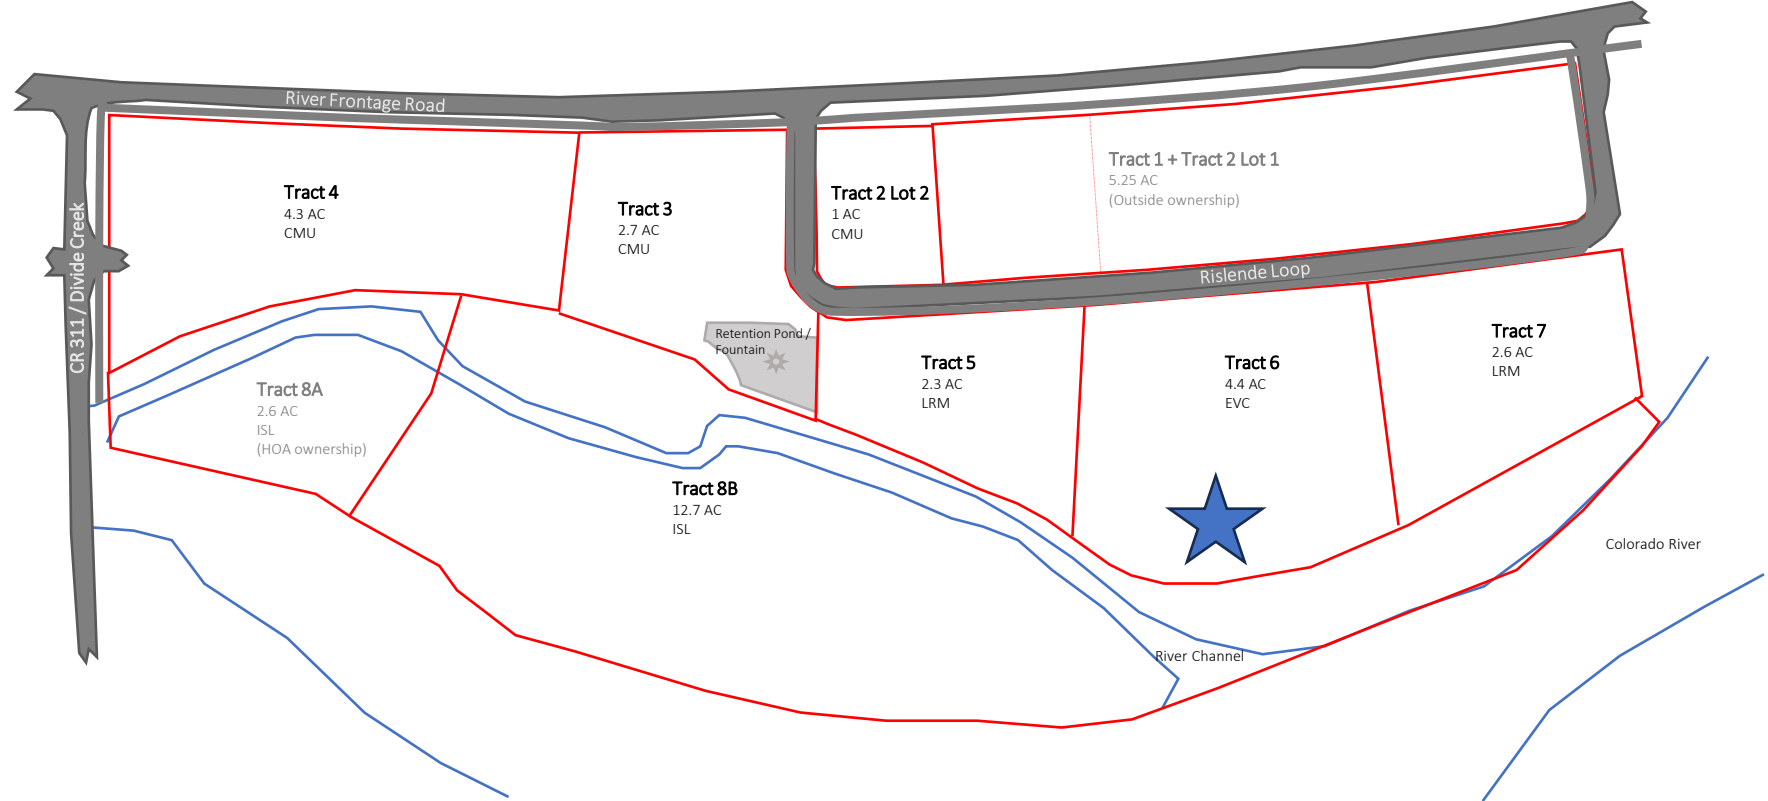 River Frontage Road
CR 311 / Divide Creek
Tract 4
4.3 AC
CMU
Tract 3
2.7 AC
CMU
Tract 2 Lot 2
1 AC
CMU
Tract 1 + Tract 2 Lot 1
5.25 AC
(Outside ownership)
Rislende Loop
Retention Pond /
Fountain
Tract 5
2.3 AC
LRM
Tract 6
4.4 AC
EVC
Tract 7
2.6 AC
LRM
Tract 8A
2.6 AC
ISL
(HOA ownership)
Tract 8B
12.7 AC
ISL
Colorado River
River Channel